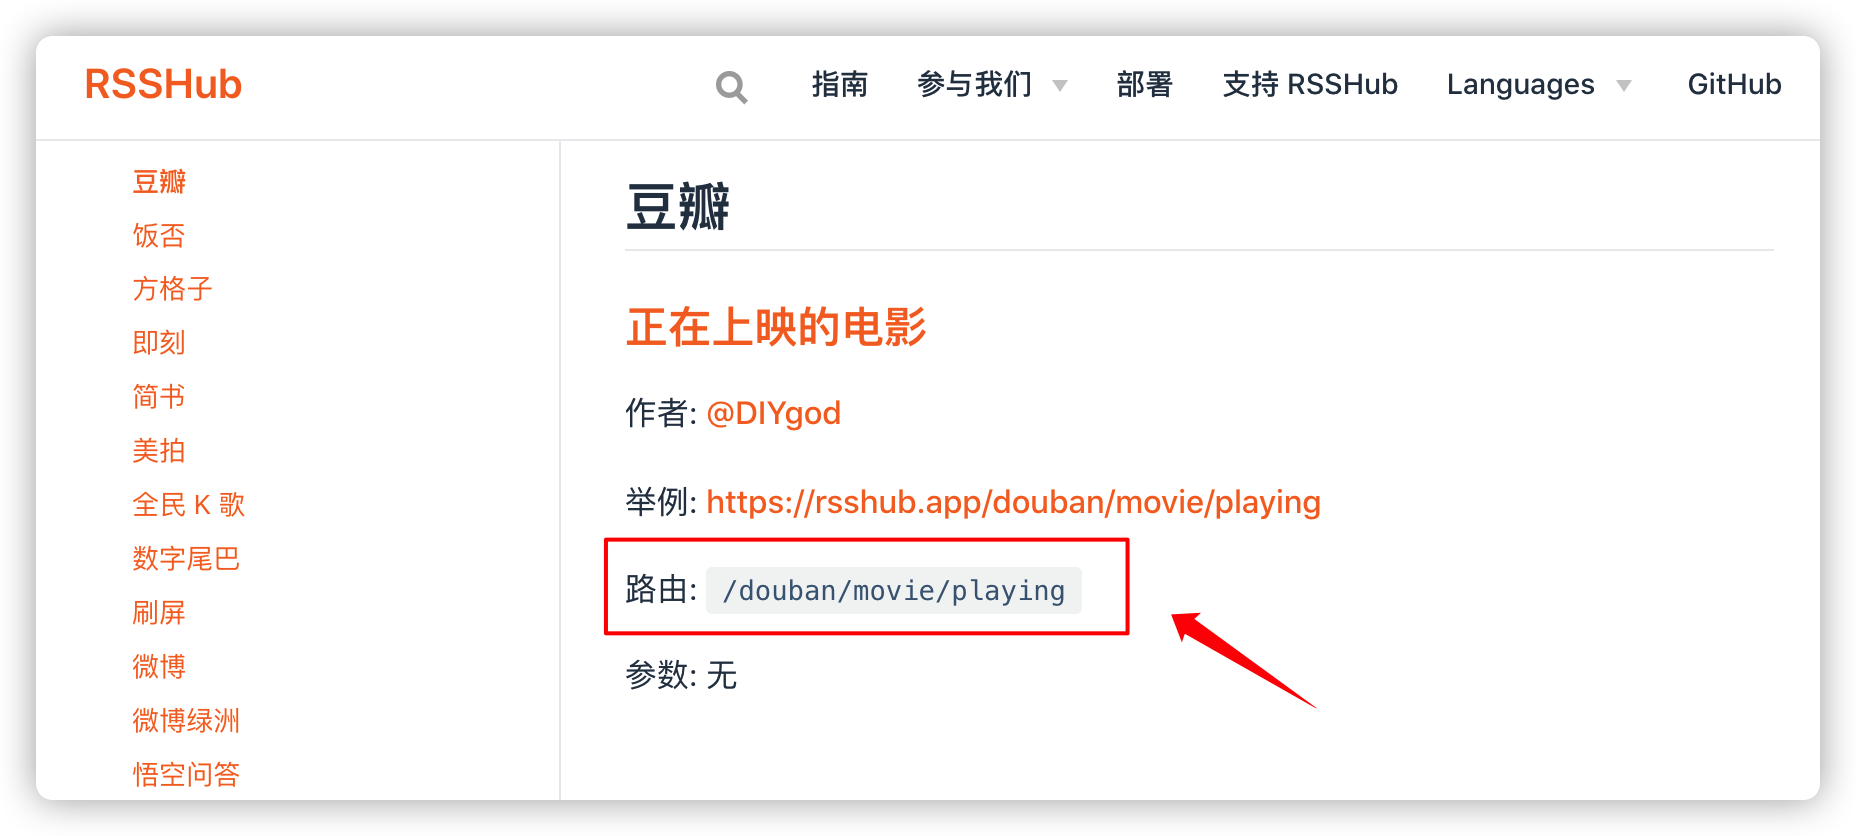 RSSHub 指南 参与我们 部署 支持 RSSHub Languages GitHub
豆瓣
饭否
方格子
即刻
简书
美拍
全民 K 歌
数字尾巴
刷屏
微博
微博绿洲
悟空问答
豆瓣
正在上映的电影
作者: @DIYgod
举例: https://rsshub.app/douban/movie/playing
路由: /douban/movie/playing
参数: 无